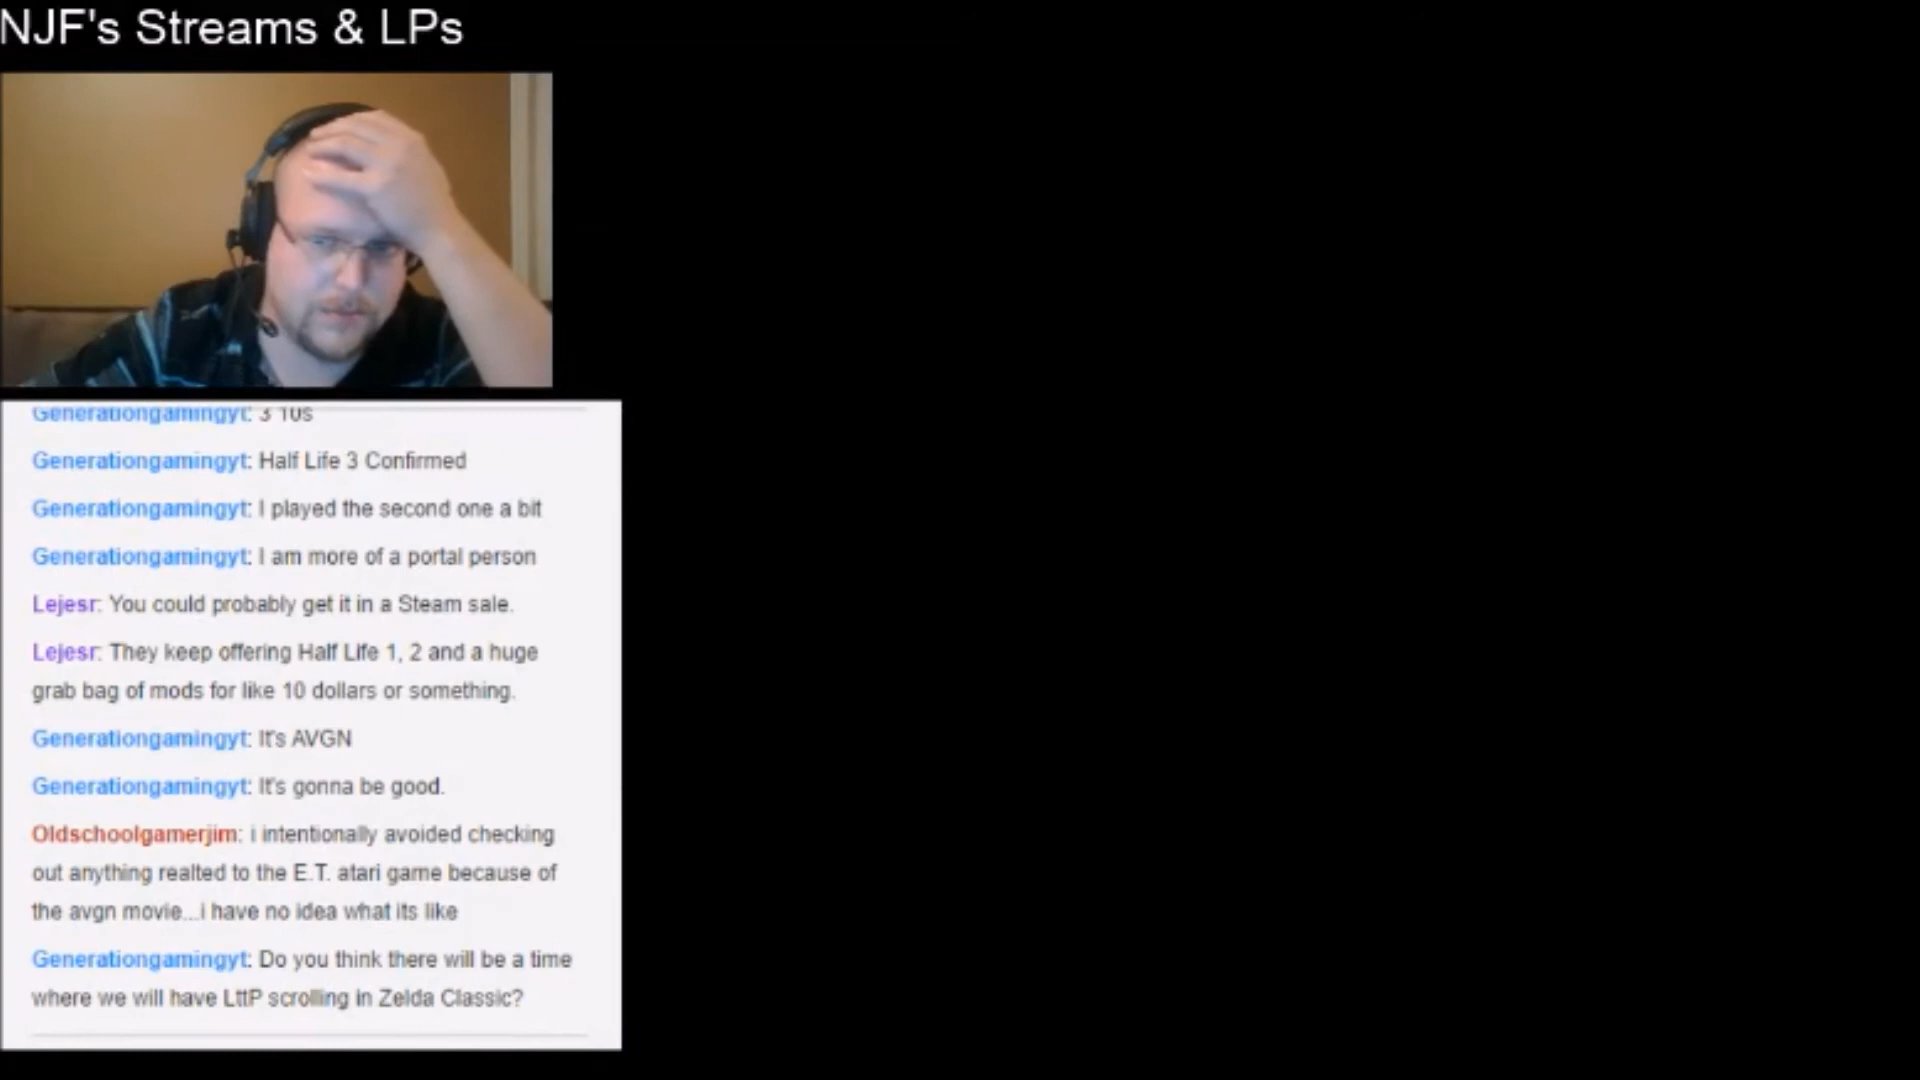 NJF's Streams & LPs
Generationgamingyt: 3 10s
Generationgamingyt: Half Life 3 Confirmed
Generationgamingyt: I played the second one a bit
Generationgamingyt: I am more of a portal person
Lejesr: You could probably get it in a Steam sale.
Lejesr: They keep offering Half Life 1, 2 and a huge
grab bag of mods for like 10 dollars or something.
Generationgamingyt: It's AVGN
Generationgamingyt: It's gonna be good.
Oldschoolgamerjim: i intentionally avoided checking
out anything realted to the E.T. atari game because of
the avgn movie...i have no idea what its like
Generationgamingyt: Do you think there will be a time
where we will have LttP scrolling in Zelda Classic?